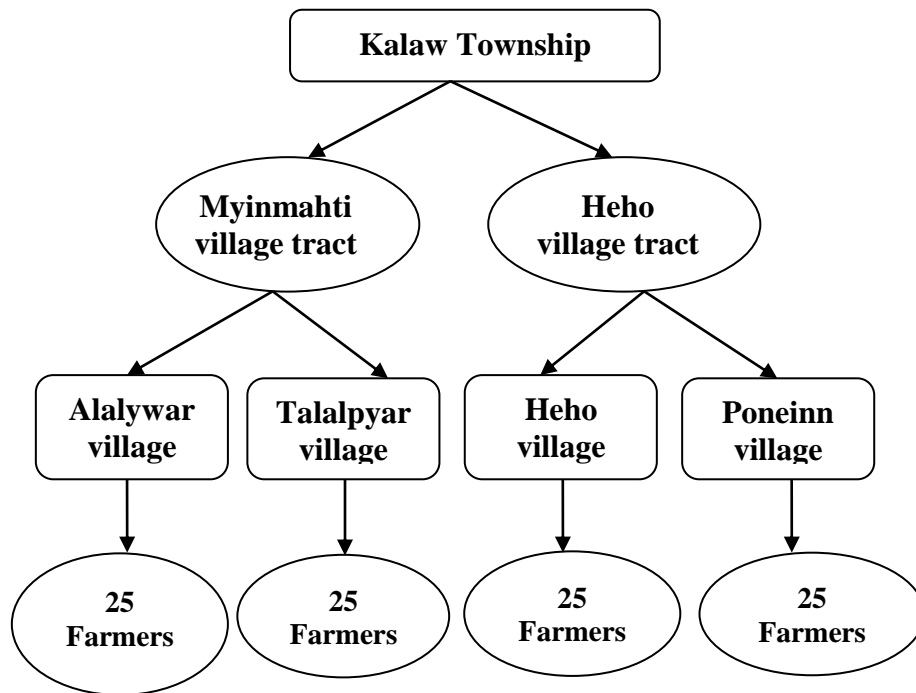 Kalaw Township
Myinmahti
village tract
Heho
village tract
Alalywar
village
Talalpyar
village
Heho
village
Poneinn
village
25
Farmers
25
Farmers
25
Farmers
25
Farmers